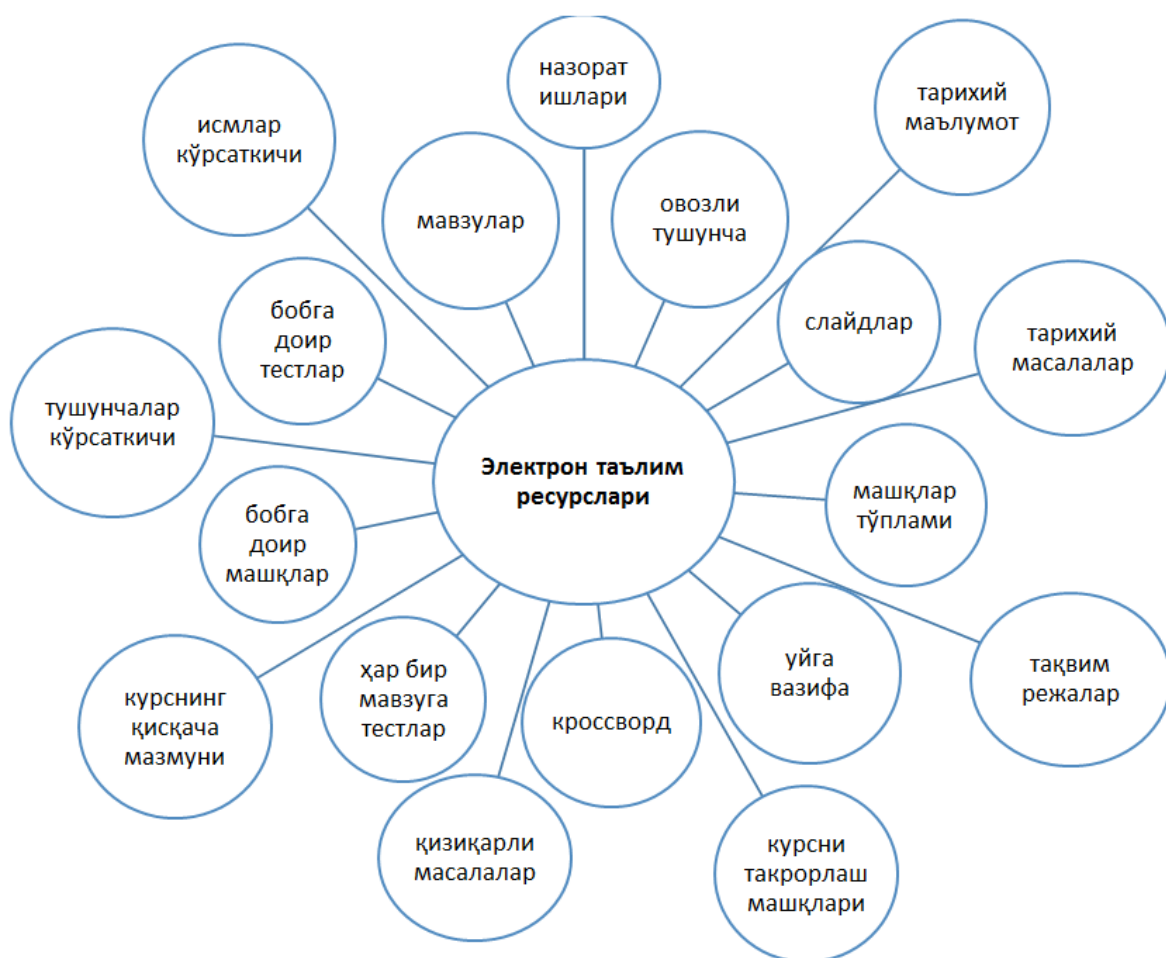 назорат
ишлари
тарихий
маълумот
исмлар
кўрсаткичи
мавзулар
овозли
тушунча
бобга
доир
тестлар
слайдлар
тарихий
масалалар
тушунчалар
кўрсаткичи
Электрон таълим
ресурслари
машқлар
тўплами
бобга
доир
машқлар
уйга
вазифа
тақвим
режалар
курснинг
қисқача
мазмуни
ҳар бир
мавзуга
тестлар
кроссворд
қизиқарли
масалалар
курсни
такрорлаш
машқлари